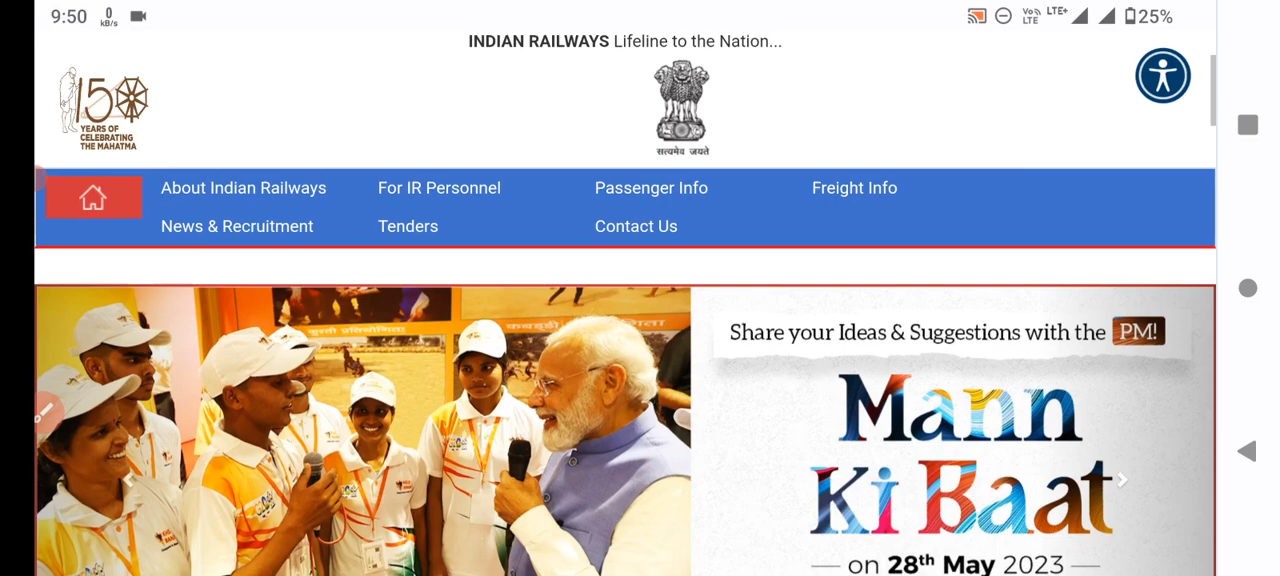 9:50
0
kB/s
Vo))
LTE
LTE+
25%
INDIAN RAILWAYS Lifeline to the Nation...
150
YEARS OF
CELEBRATING
THE MAHATMA
सत्यमेव जयते
About Indian Railways For IR Personnel Passenger Info Freight Info
News & Recruitment Tenders Contact Us
Share your Ideas & Suggestions with the PM!
Mann
Ki Baat
on 28th May 2023